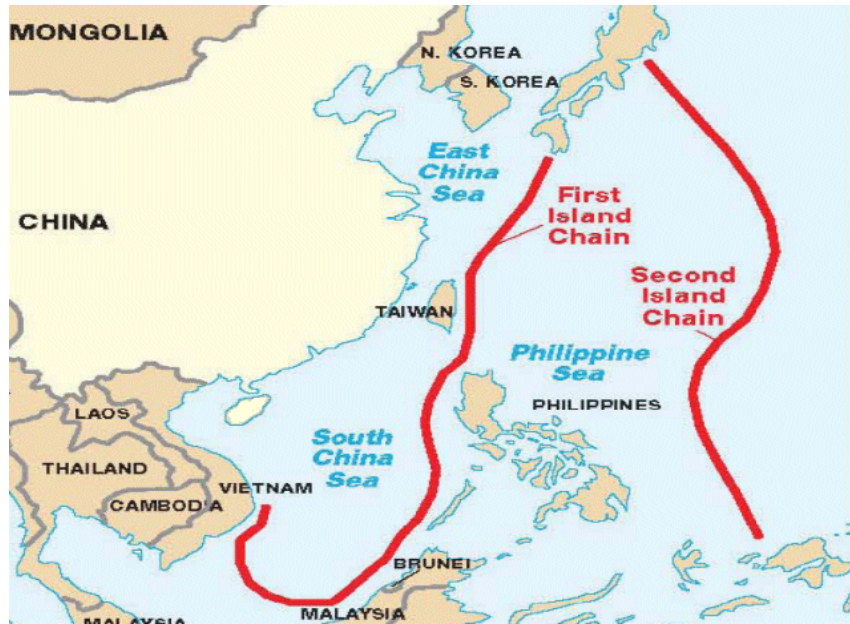 MONGOLIA
N. KOREA
S. KOREA
East
China
Sea
CHINA
First
Island
Chain
Second
Island
Chain
TAIWAN
Philippine
Sea
PHILIPPINES
LAOS
South
China
Sea
THAILAND
VIETNAM
CAMBODIA
BRUNEI
MALAYSIA
MALAYSIA